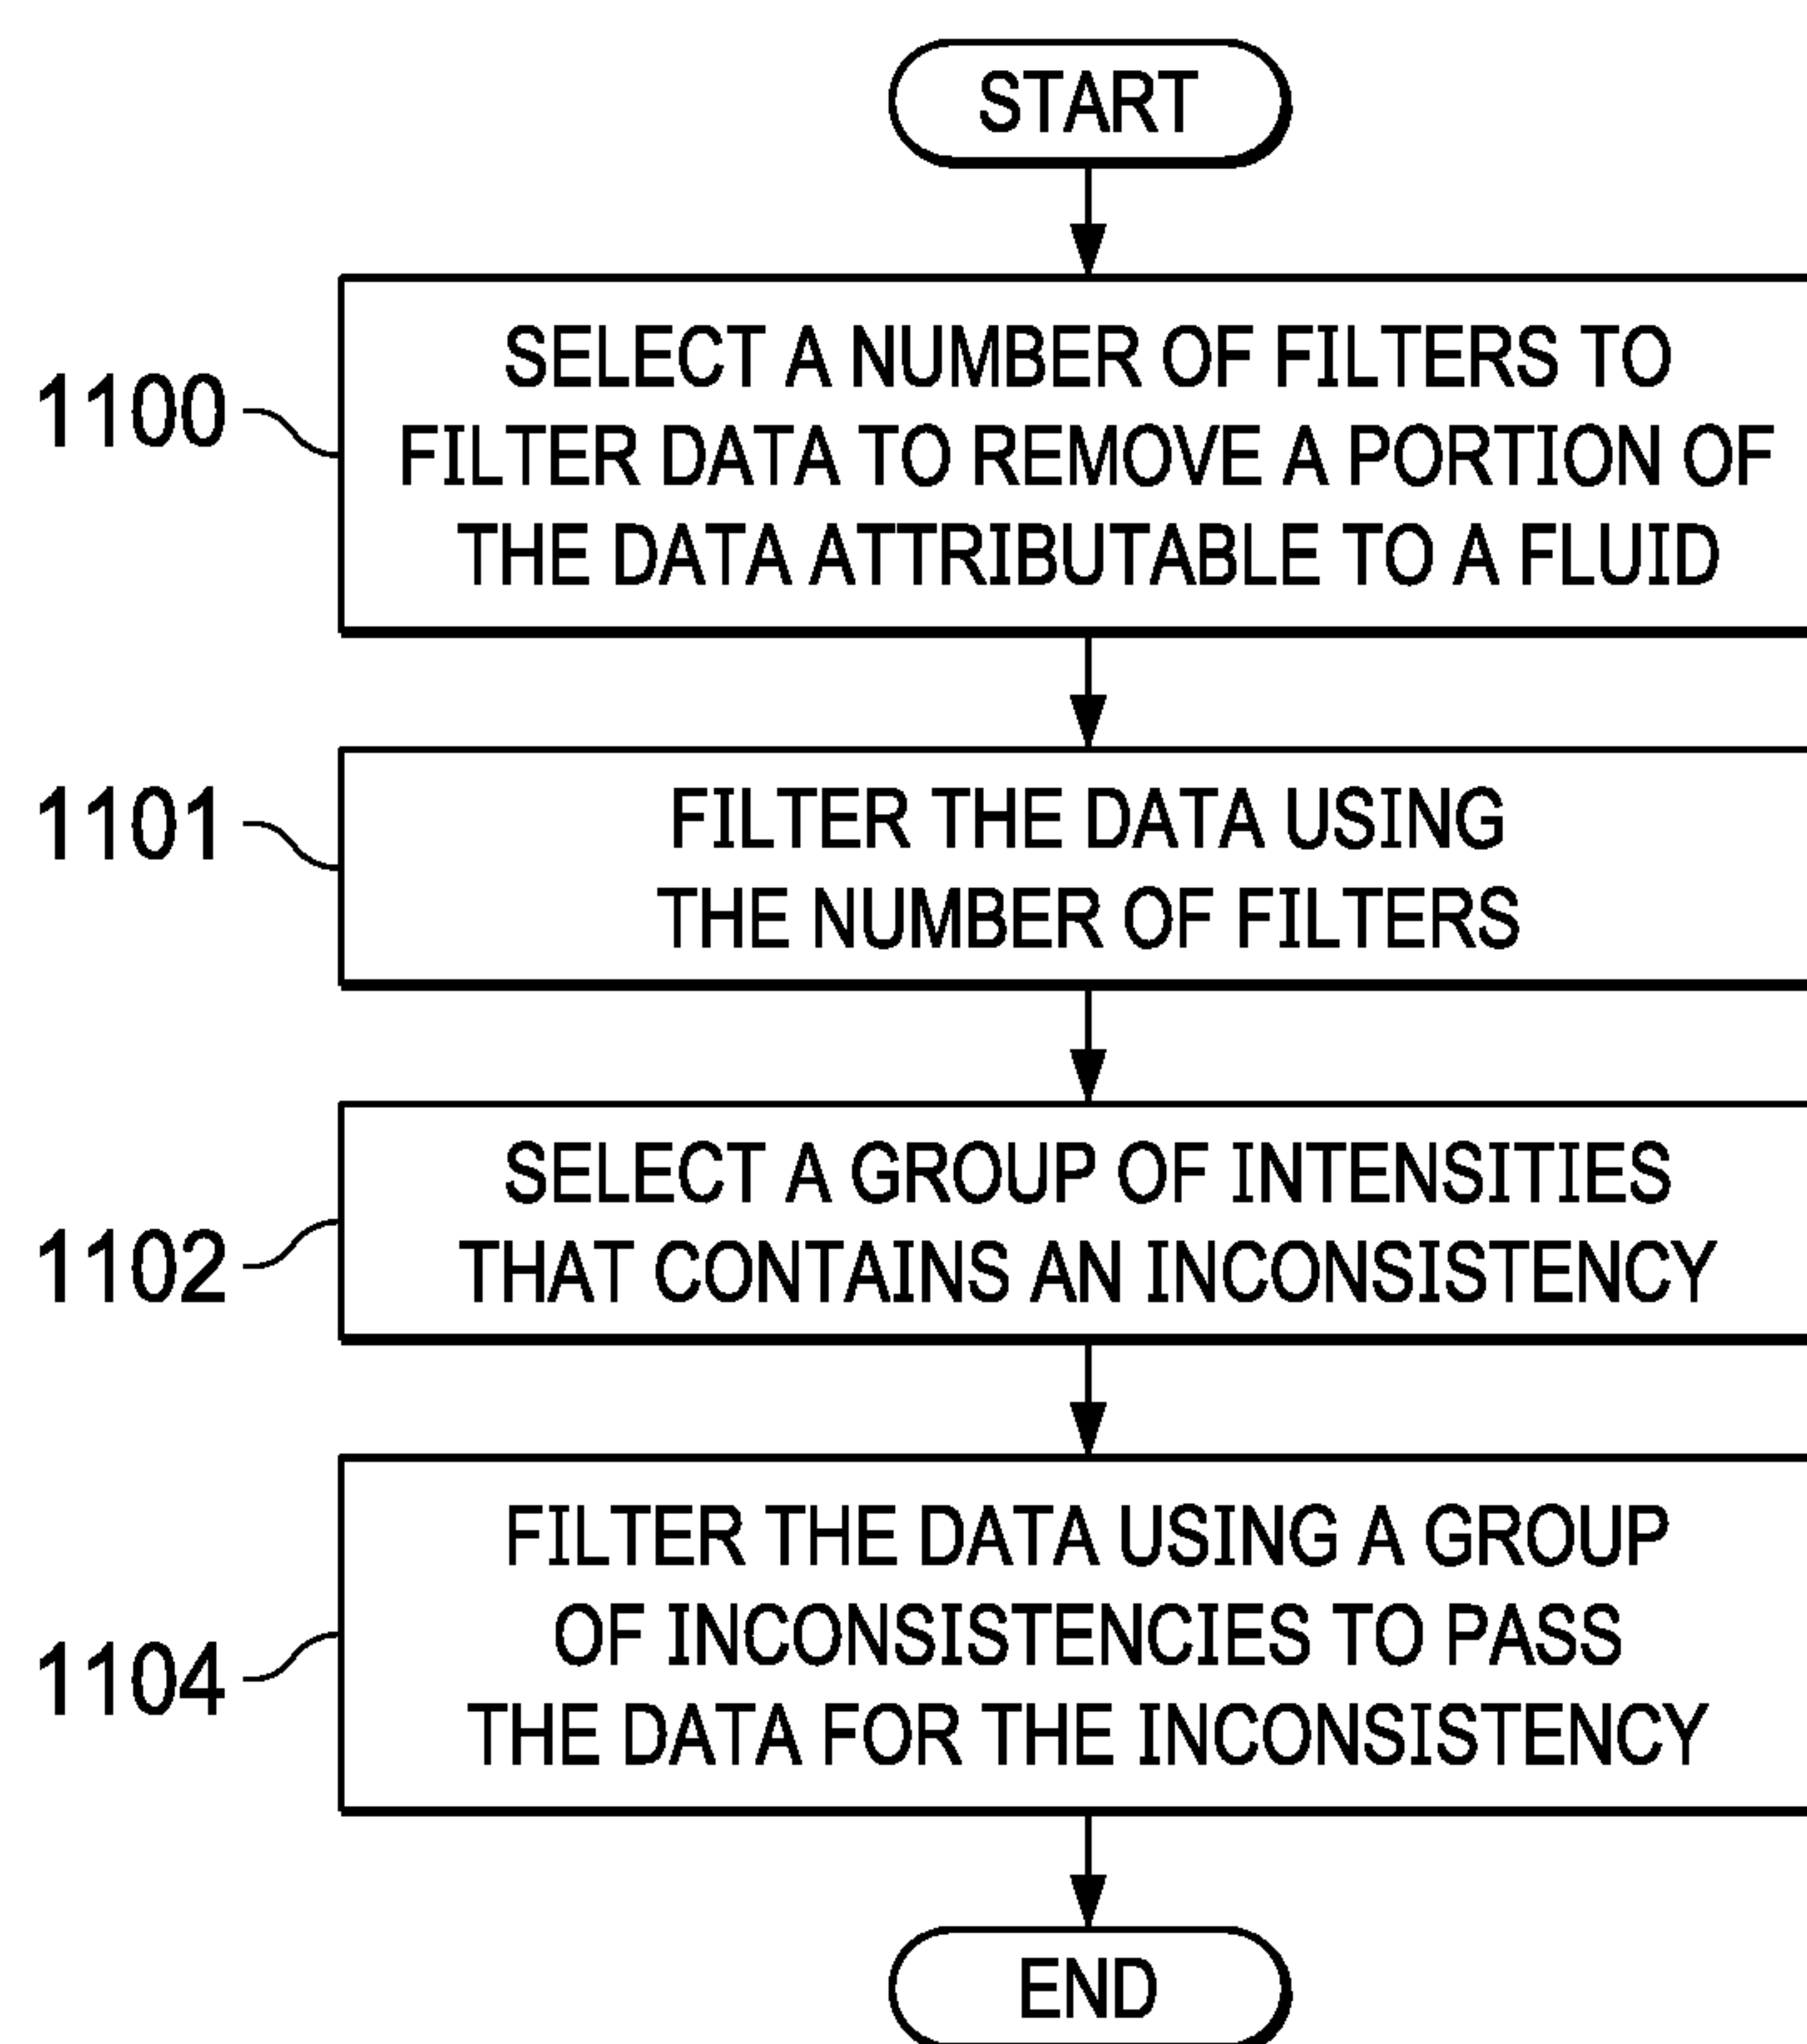 START
1100
SELECT A NUMBER OF FILTERS TO
FILTER DATA TO REMOVE A PORTION OF
THE DATA ATTRIBUTABLE TO A FLUID
1101
FILTER THE DATA USING
THE NUMBER OF FILTERS
1102
SELECT A GROUP OF INTENSITIES
THAT CONTAINS AN INCONSISTENCY
1104
FILTER THE DATA USING A GROUP
OF INCONSISTENCIES TO PASS
THE DATA FOR THE INCONSISTENCY
END